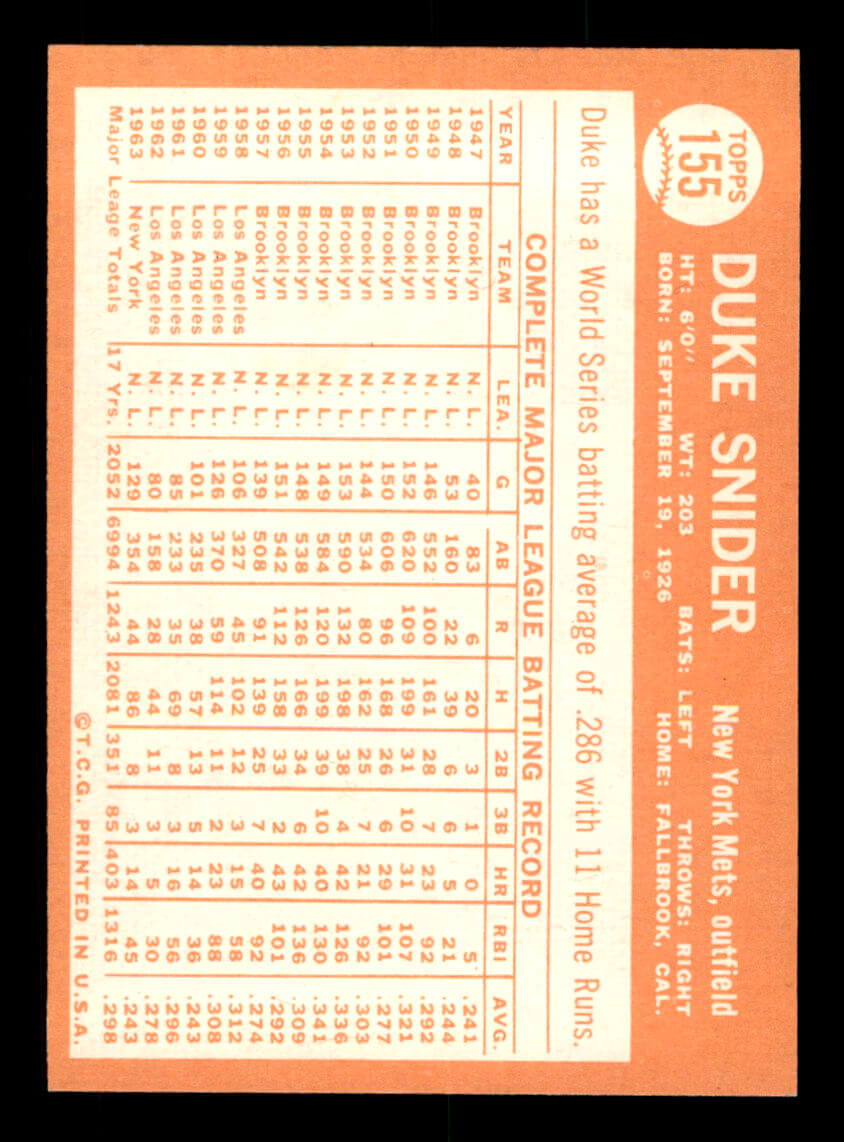 TOPPS
155
DUKE SNIDER New York Mets, outfield
HT: 6'0" WT: 203 BATS: LEFT THROWS: RIGHT
BORN: SEPTEMBER 19, 1926 HOME: FALLBROOK, CAL.
Duke has a World Series batting average of .286 with 11 Home Runs.
COMPLETE MAJOR LEAGUE BATTING RECORD
YEAR TEAM LEA. G AB R H 2B 3B HR RBI AVG.
1947 Brooklyn N. L. 40 83 6 20 3 1 0 5 .241
1948 Brooklyn N. L. 53 160 22 39 6 6 5 21 .244
1949 Brooklyn N. L. 146 552 100 161 28 7 23 92 .292
1950 Brooklyn N. L. 152 620 109 199 31 10 31 107 .321
1951 Brooklyn N. L. 150 606 96 168 26 6 29 101 .277
1952 Brooklyn N. L. 144 534 80 162 25 7 21 92 .303
1953 Brooklyn N. L. 153 590 132 198 38 4 42 126 .336
1954 Brooklyn N. L. 149 584 120 199 39 10 40 130 .341
1955 Brooklyn N. L. 148 538 126 166 34 6 42 136 .309
1956 Brooklyn N. L. 151 542 112 158 33 2 43 101 .292
1957 Brooklyn N. L. 139 508 91 139 25 7 40 92 .274
1958 Los Angeles N. L. 106 327 45 102 12 3 15 58 .312
1959 Los Angeles N. L. 126 370 59 114 11 2 23 88 .308
1960 Los Angeles N. L. 101 235 38 57 13 5 14 36 .243
1961 Los Angeles N. L. 85 233 35 69 8 3 16 56 .296
1962 Los Angeles N. L. 80 158 28 44 11 3 5 30 .278
1963 New York N. L. 129 354 44 86 8 3 14 45 .243
Major Leage Totals 17 Yrs. 2052 6994 1243 2081 351 85 403 1316 .298
©T.C.G. PRINTED IN U.S.A.